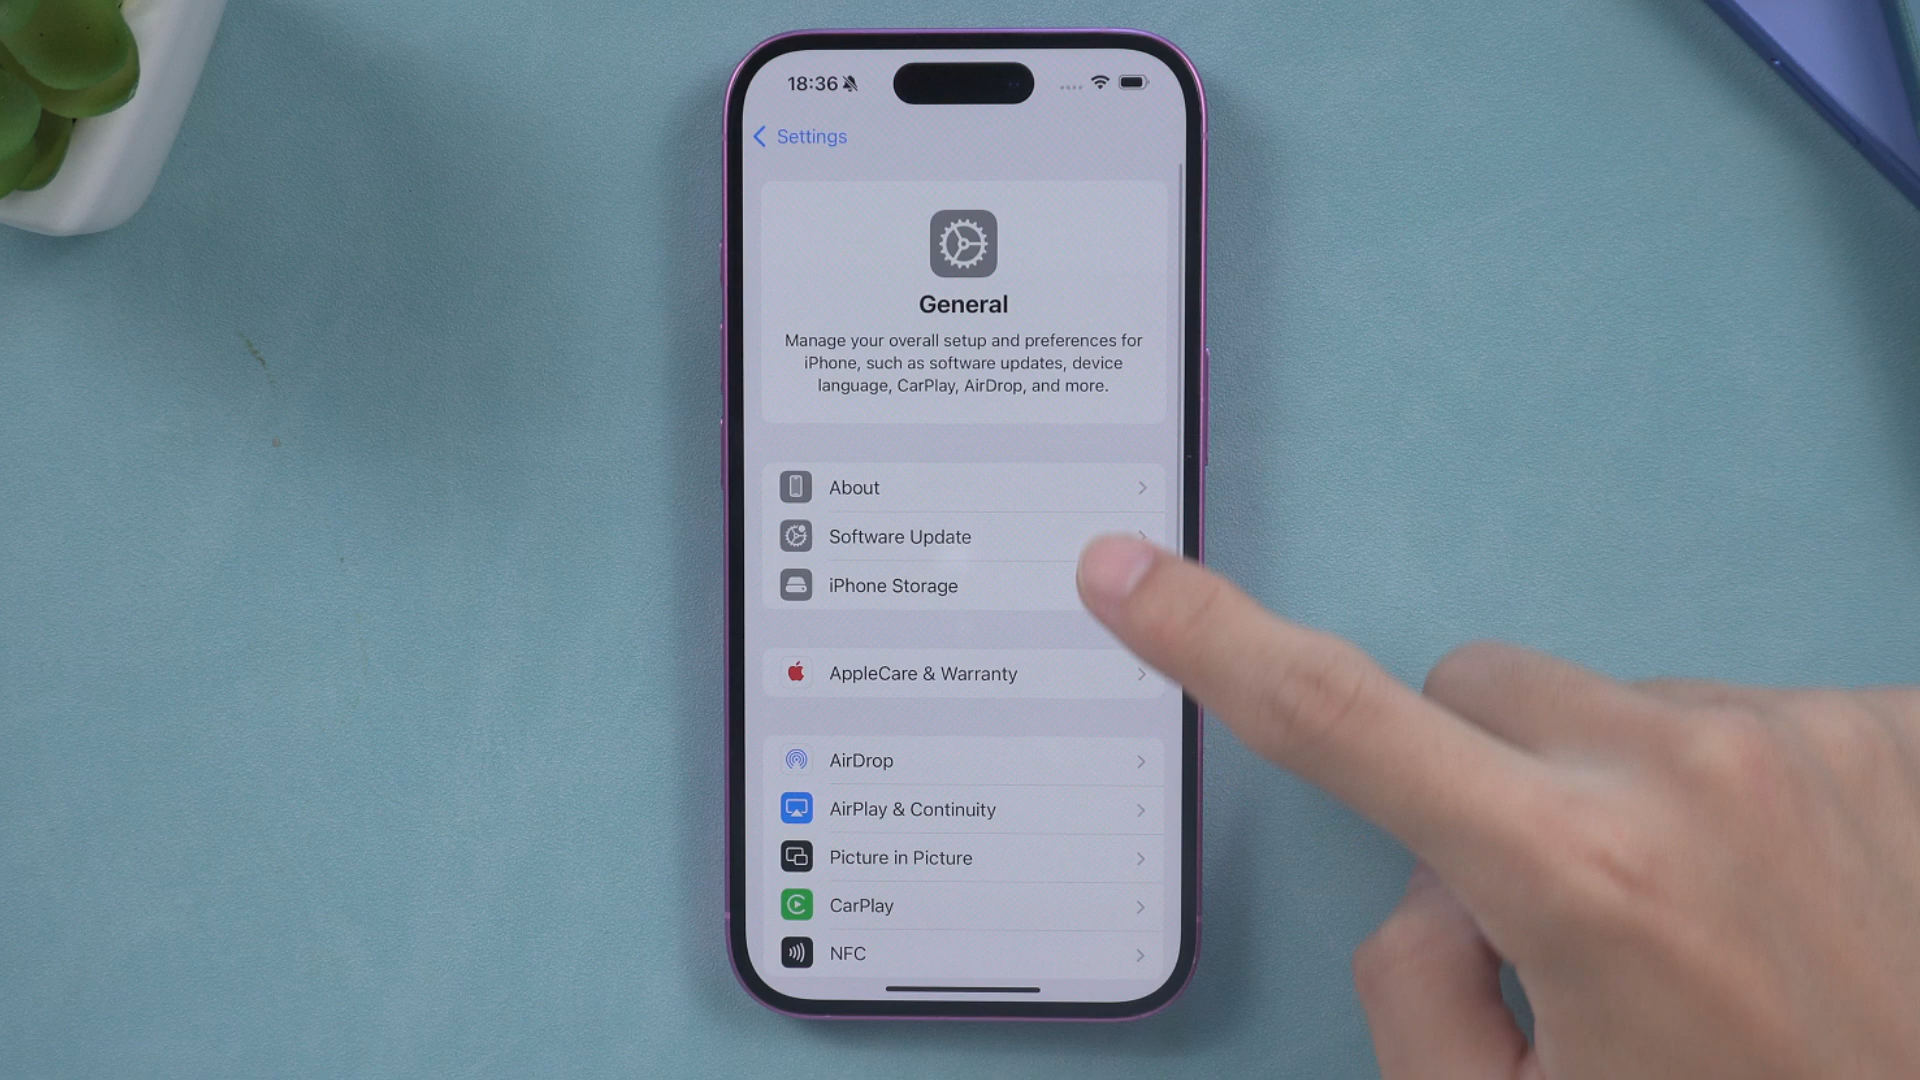 18:36
Settings
General
Manage your overall setup and preferences for
iPhone, such as software updates, device
language, CarPlay, AirDrop, and more.
About
Software Update
iPhone Storage
AppleCare & Warranty
AirDrop
AirPlay & Continuity
Picture in Picture
CarPlay
NFC